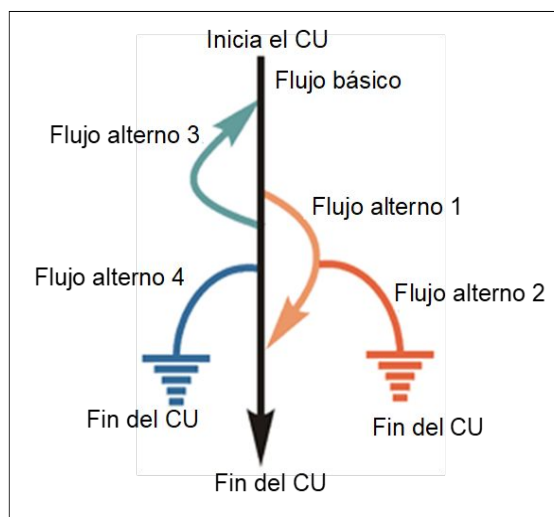 Inicia el CU
Flujo básico
Flujo alterno 3
Flujo alterno 1
Flujo alterno 4
Flujo alterno 2
Fin del CU
Fin del CU
Fin del CU